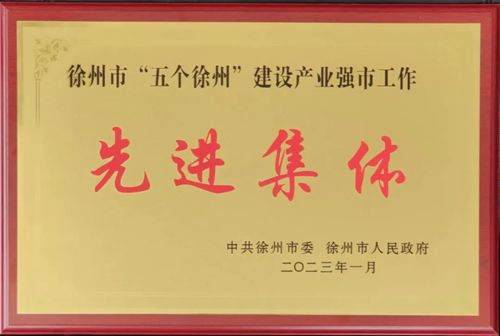 徐州市“五个徐州”建设产业强市工作
先进集体
中共徐州市委 徐州市人民政府
二〇二三年一月